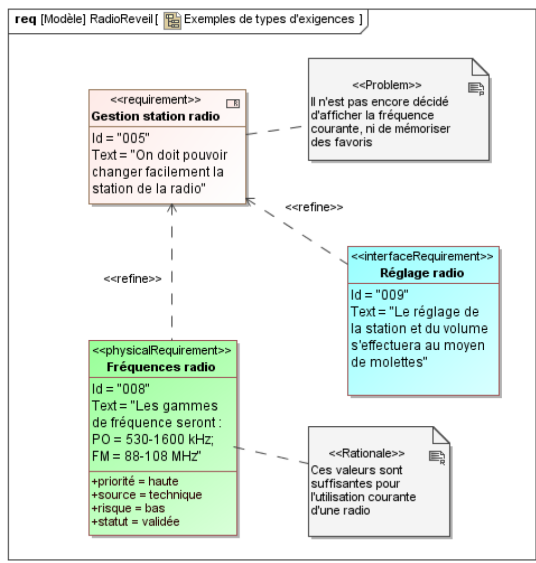 req [Modèle] RadioReveil [ Exemples de types d'exigences ]
<<requirement>>
Gestion station radio
Id = "005"
Text = "On doit pouvoir
changer facilement la
station de la radio"
<<Problem>>
Il n'est pas encore décidé
d'afficher la fréquence
courante, ni de mémoriser
des favoris
<<refine>>
<<refine>>
<<interfaceRequirement>>
Réglage radio
Id = "009"
Text = "Le réglage de
la station et du volume
s'effectuera au moyen
de molettes"
<<physicalRequirement>>
Fréquences radio
Id = "008"
Text = "Les gammes
de fréquence seront :
PO = 530-1600 kHz;
FM = 88-108 MHz"
+priorité = haute
+source = technique
+risque = bas
+statut = validée
<<Rationale>>
Ces valeurs sont
suffisantes pour
l'utilisation courante
d'une radio